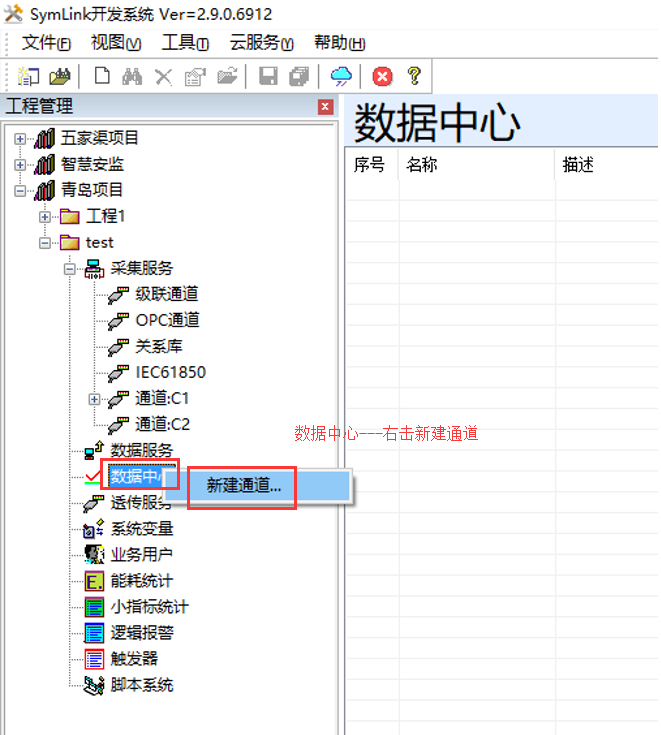 SymLink开发系统 Ver=2.9.0.6912
文件(F) 视图(V) 工具(T) 云服务(Y) 帮助(H)
工程管理
数据中心
序号 名称 描述
五家渠项目
智慧安监
青岛项目
工程1
test
采集服务
级联通道
OPC通道
关系库
IEC61850
通道:C1
通道:C2
数据中心---右击新建通道
数据服务
数据中心
新建通道...
透传服务
系统变量
业务用户
E. 能耗统计
小指标统计
逻辑报警
触发器
脚本系统